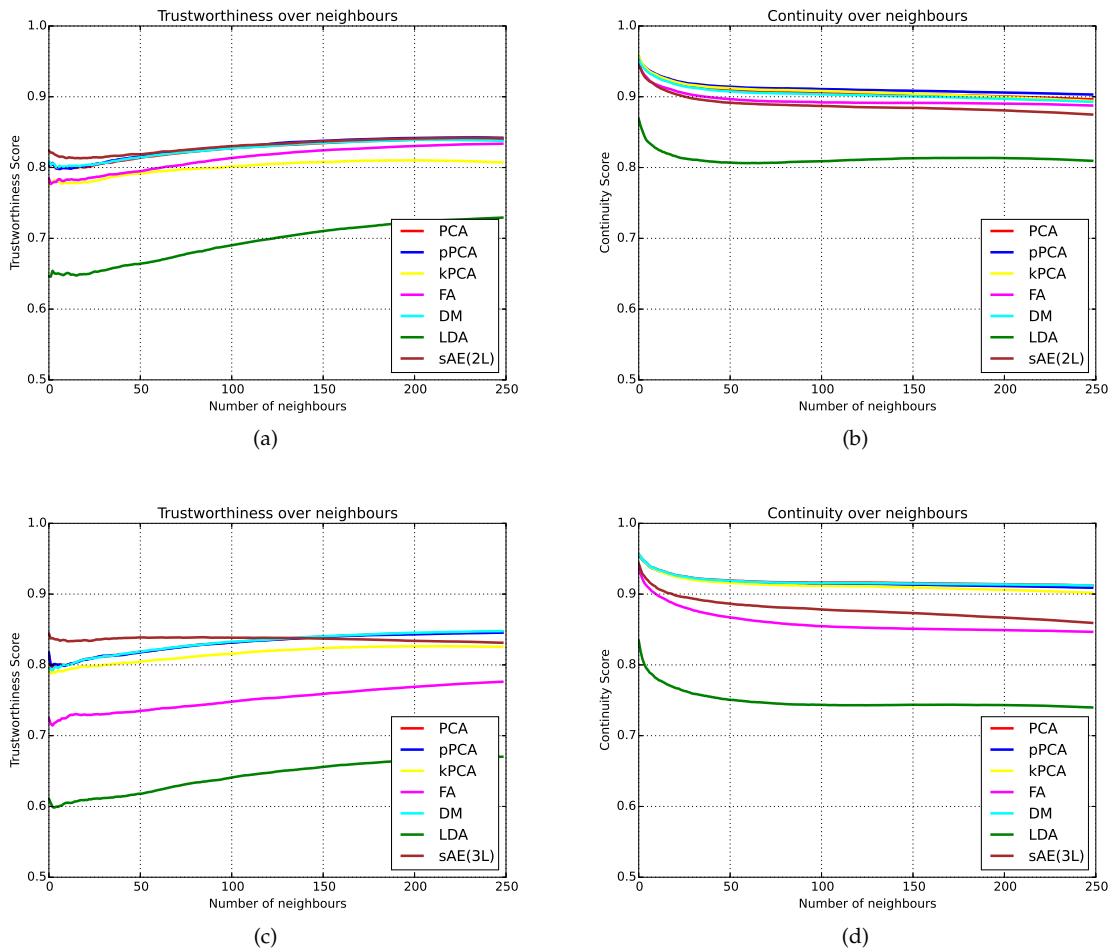 Trustworthiness over neighbours
1.0
0.9
0.8
0.7
0.6
0.5
Trustworthiness Score
PCA
pPCA
kPCA
FA
DM
LDA
sAE(2L)
0 50 100 150 200 250
Number of neighbours
(a)
Continuity over neighbours
1.0
0.9
0.8
0.7
0.6
0.5
Continuity Score
PCA
pPCA
kPCA
FA
DM
LDA
sAE(2L)
0 50 100 150 200 250
Number of neighbours
(b)
Trustworthiness over neighbours
1.0
0.9
0.8
0.7
0.6
0.5
Trustworthiness Score
PCA
pPCA
kPCA
FA
DM
LDA
sAE(3L)
0 50 100 150 200 250
Number of neighbours
(c)
Continuity over neighbours
1.0
0.9
0.8
0.7
0.6
0.5
Continuity Score
PCA
pPCA
kPCA
FA
DM
LDA
sAE(3L)
0 50 100 150 200 250
Number of neighbours
(d)